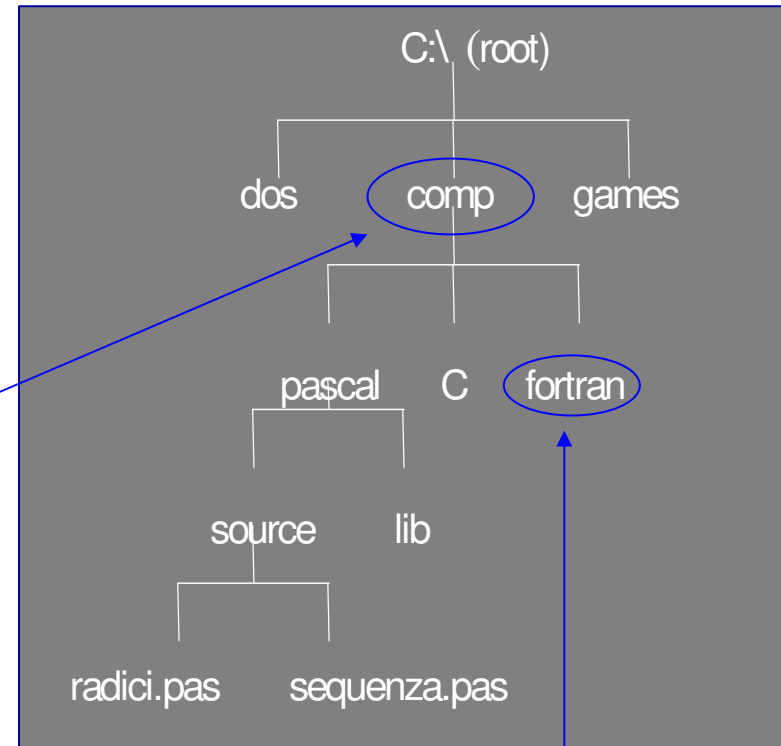 C:\ (root)
dos comp games
pascal C fortran
source lib
radici.pas sequenza.pas